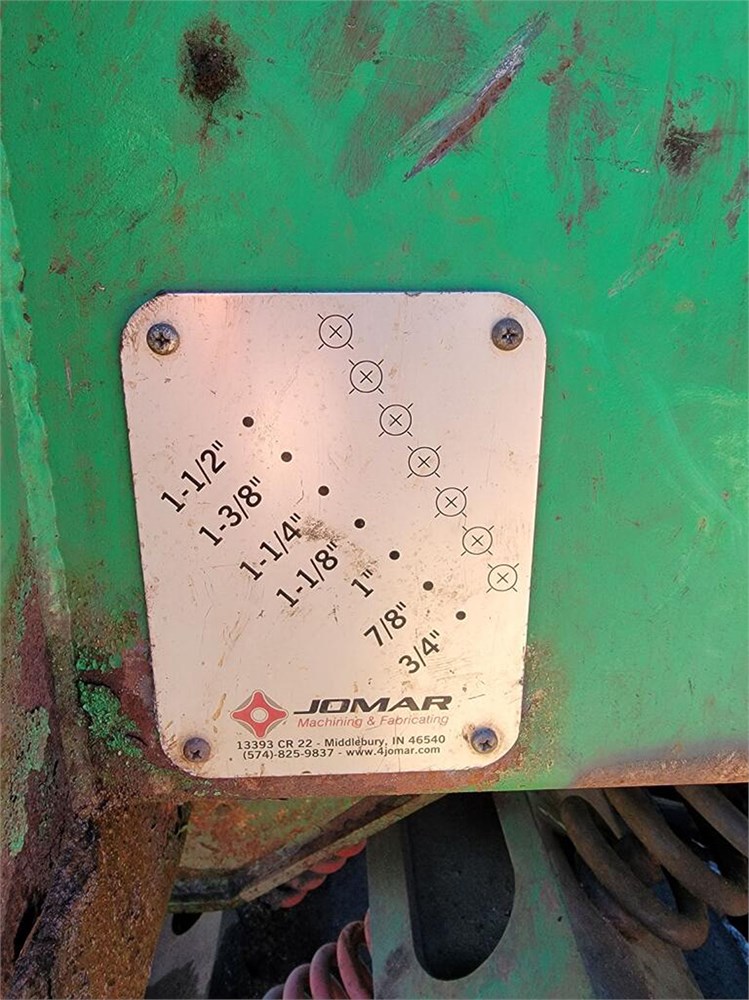 1-1/2"
1-3/8"
1-1/4"
1-1/8"
1"
7/8"
3/4"
JOMAR
Machining & Fabricating
13393 CR 22 - Middlebury, IN 46540
(574)-825-9837 - www.4jomar.com